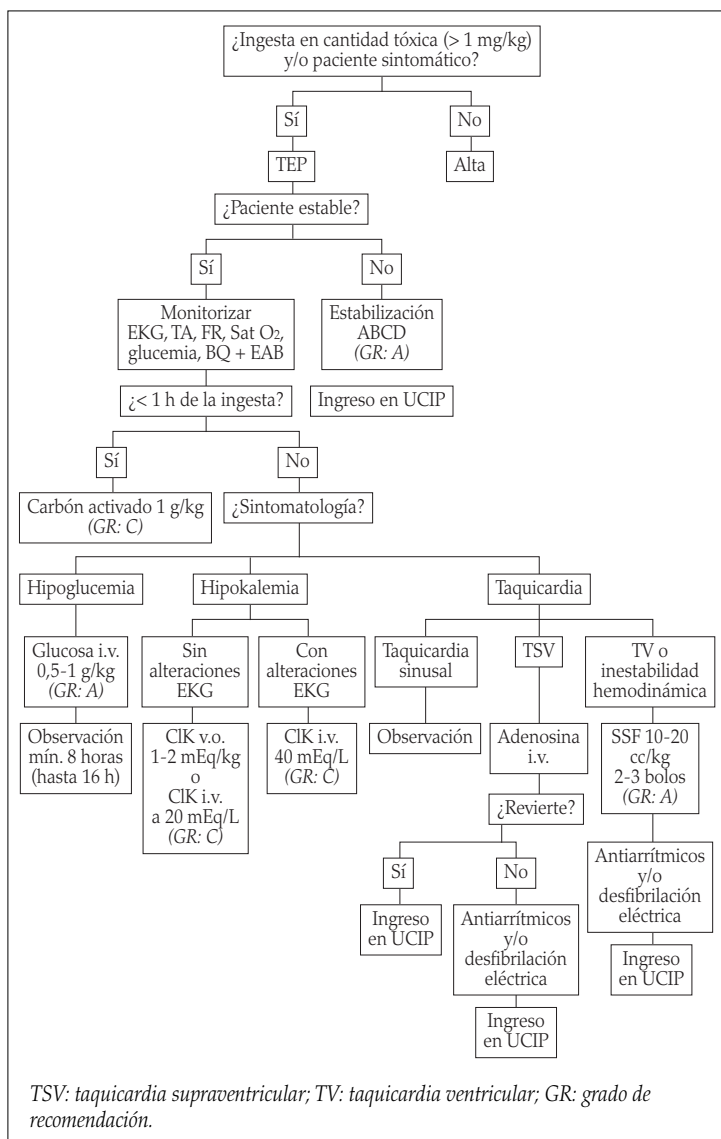 ¿Ingesta en cantidad tóxica (> 1 mg/kg)
y/o paciente sintomático?
Sí
No
TEP
Alta
¿Paciente estable?
Sí
No
Monitorizar
EKG, TA, FR, Sat O2,
glucemia, BQ + EAB
Estabilización
ABCD
(GR: A)
¿< 1 h de la ingesta?
Ingreso en UCIP
Sí
No
Carbón activado 1 g/kg
(GR: C)
¿Sintomatología?
Hipoglucemia
Hipokalemia
Taquicardia
Glucosa i.v.
0,5-1 g/kg
(GR: A)
Sin
alteraciones
EKG
Con
alteraciones
EKG
Taquicardia
sinusal
TSV
TV o
inestabilidad
hemodinámica
Observación
mín. 8 horas
(hasta 16 h)
ClK v.o.
1-2 mEq/kg
o
ClK i.v.
a 20 mEq/L
(GR: C)
ClK i.v.
40 mEq/L
(GR: C)
Observación
Adenosina
i.v.
SSF 10-20
cc/kg
2-3 bolos
(GR: A)
¿Revierte?
Sí
No
Antiarrítmicos
y/o
desfibrilación
eléctrica
Ingreso
en UCIP
Antiarrítmicos
y/o
desfibrilación
eléctrica
Ingreso
en UCIP
Ingreso
en UCIP
TSV: taquicardia supraventricular; TV: taquicardia ventricular; GR: grado de
recomendación.